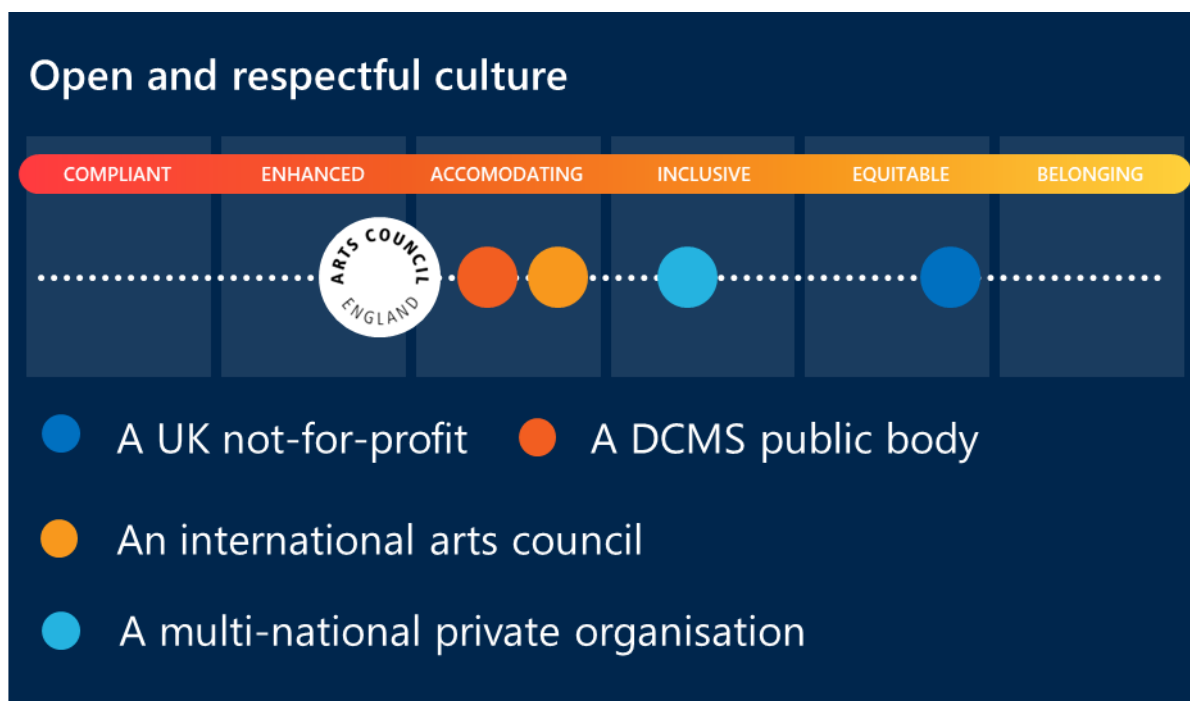 Open and respectful culture
COMPLIANT ENHANCED ACCOMODATING INCLUSIVE EQUITABLE BELONGING
ARTS COUNCIL
ENGLAND
A UK not-for-profit A DCMS public body
An international arts council
A multi-national private organisation